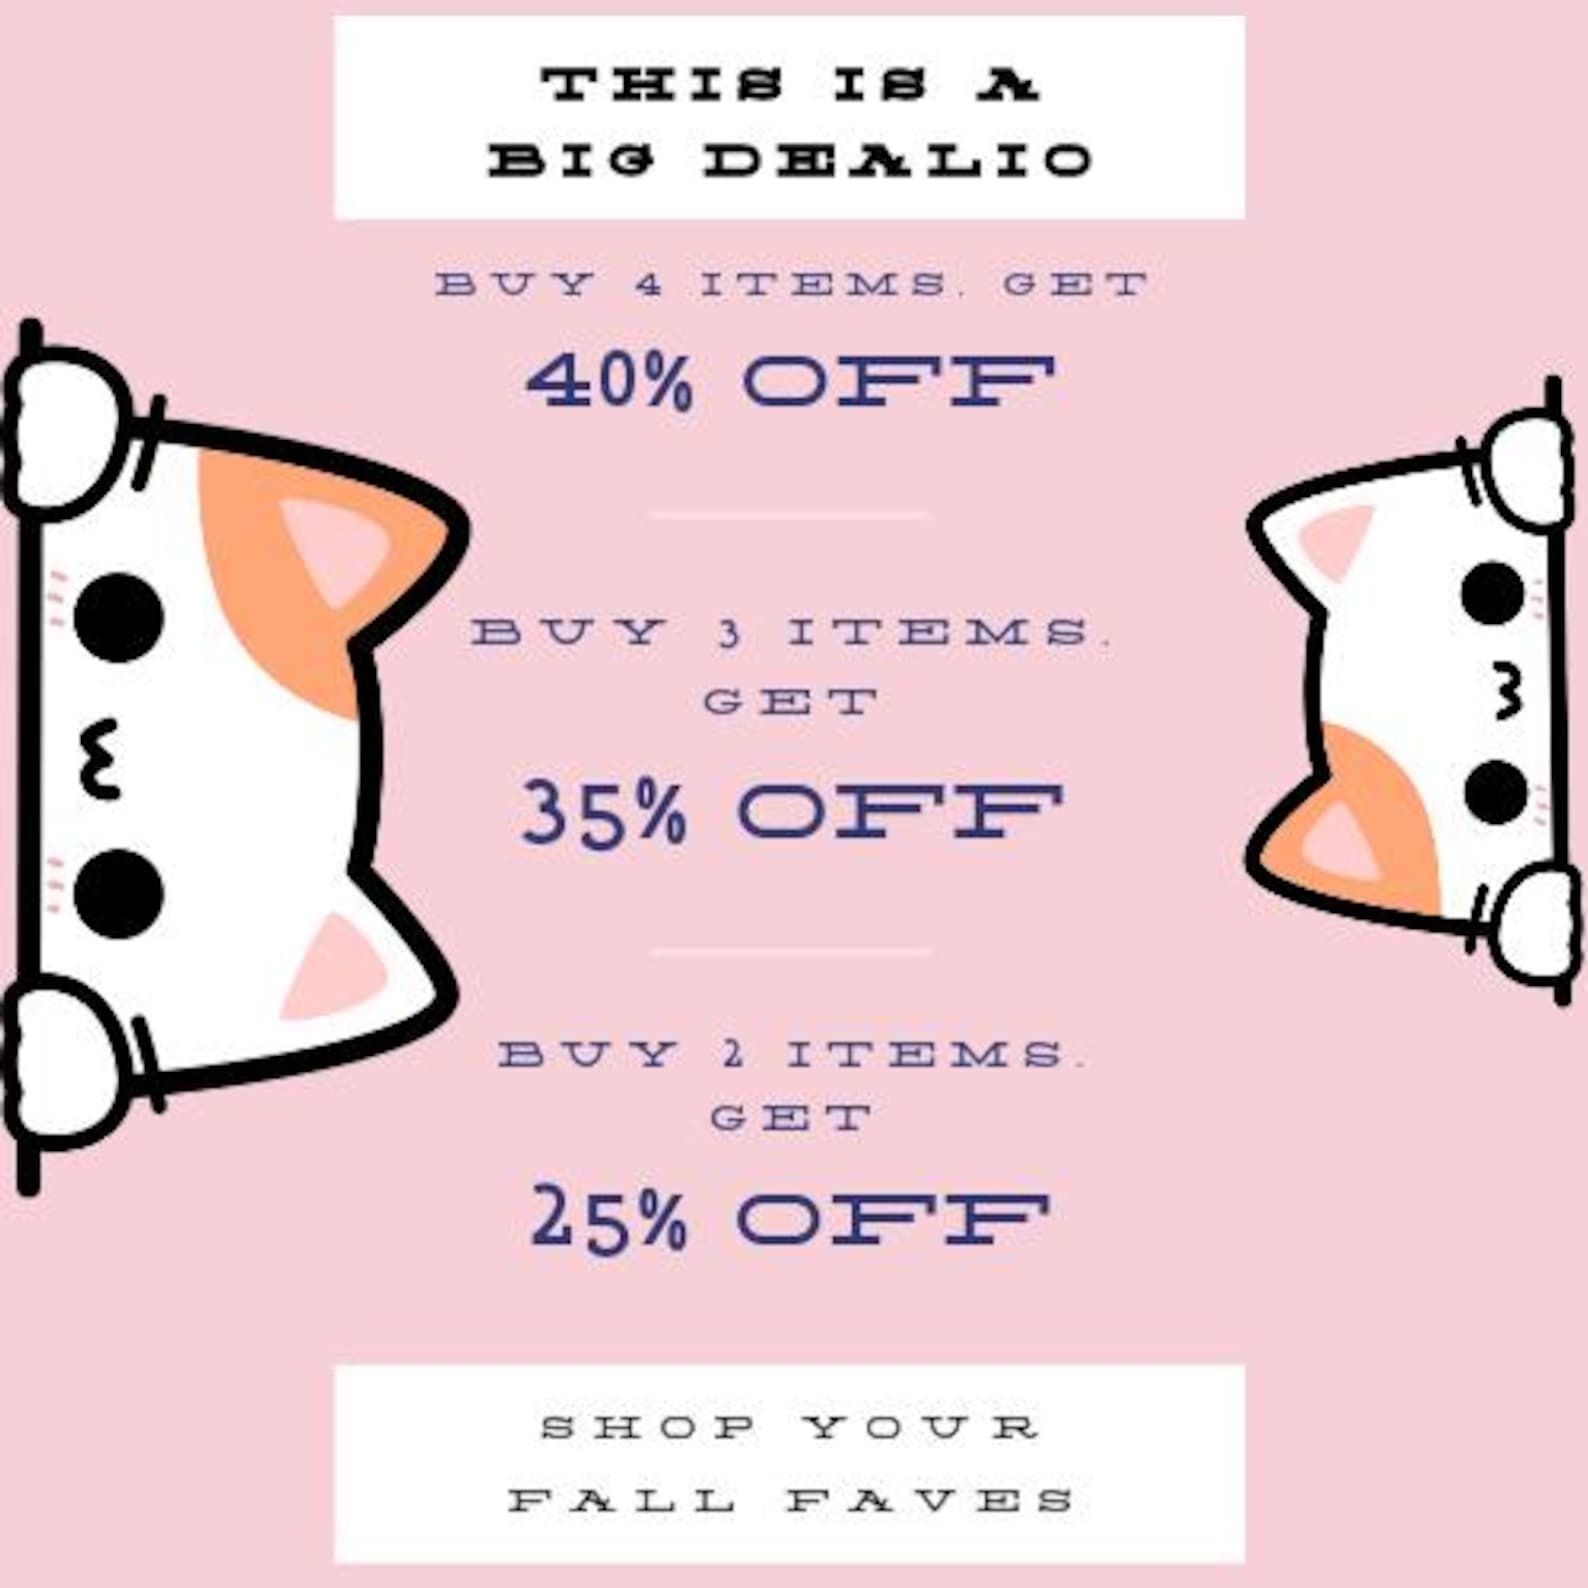 THIS IS A
BIG DEALIO
BUY 4 ITEMS. GET
40% OFF
BUY 3 ITEMS.
GET
35% OFF
BUY 2 ITEMS.
GET
25% OFF
SHOP YOUR
FALL FAVES